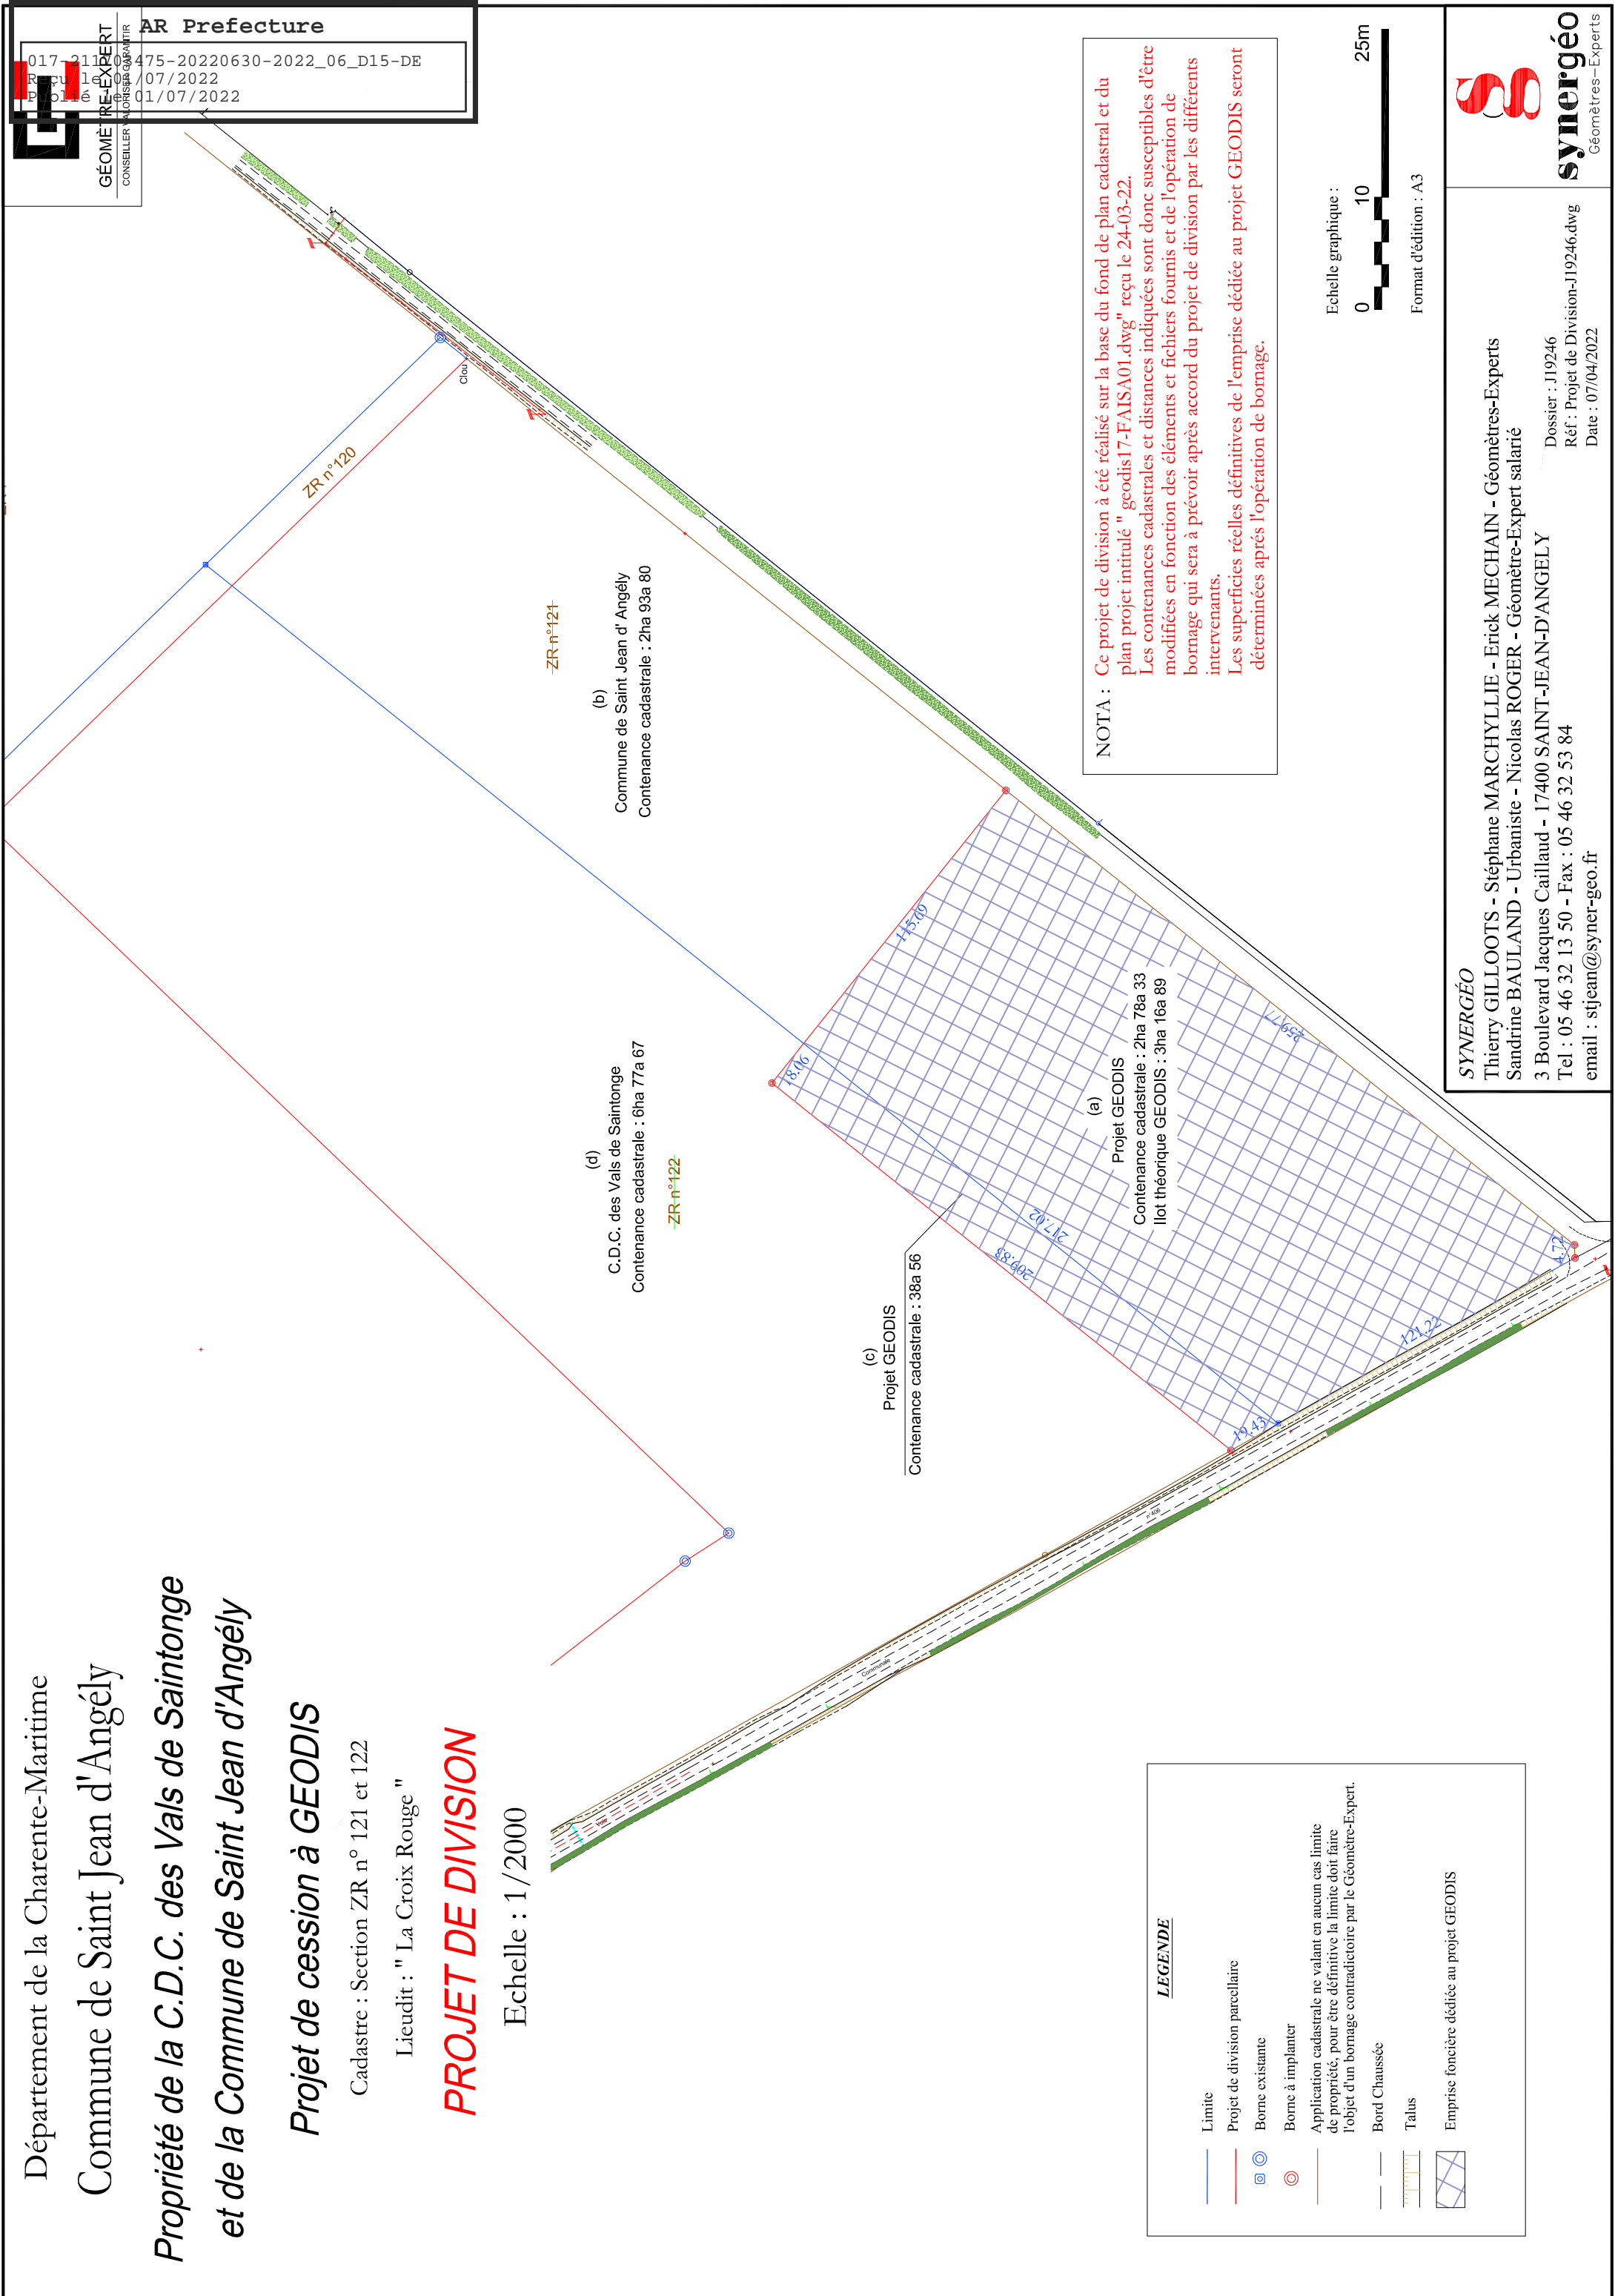 AR Prefecture
017-211703475-20220630-2022_06_D15-DE
Reçu le 01/07/2022
Publié le 01/07/2022
GÉOMÈTRE-EXPERT
CONSEILLER VALORISER GARANTIR
Département de la Charente-Maritime
Commune de Saint Jean d'Angély
Propriété de la C.D.C. des Vals de Saintonge
et de la Commune de Saint Jean d'Angély
Projet de cession à GEODIS
Cadastre : Section ZR n° 121 et 122
Lieudit : " La Croix Rouge "
PROJET DE DIVISION
Echelle : 1/2000
ZR n°120
Clou
ZR n°121
(b)
Commune de Saint Jean d' Angély
Contenance cadastrale : 2ha 93a 80
(d)
C.D.C. des Vals de Saintonge
Contenance cadastrale : 6ha 77a 67
ZR n°122
(c)
Projet GEODIS
Contenance cadastrale : 38a 56
(a)
Projet GEODIS
Contenance cadastrale : 2ha 78a 33
Ilot théorique GEODIS : 3ha 16a 89
115.69
18.06
217.02
209.83
259.77
19.43
121.22
4.72
Voie
Communale
n°406
NOTA : Ce projet de division à été réalisé sur la base du fond de plan cadastral et du
plan projet intitulé " geodis17-FAISA01.dwg" reçu le 24-03-22.
Les contenances cadastrales et distances indiquées sont donc susceptibles d'être
modifiées en fonction des éléments et fichiers fournis et de l'opération de
bornage qui sera à prévoir après accord du projet de division par les différents
intervenants.
Les superficies réelles définitives de l'emprise dédiée au projet GEODIS seront
déterminées aprés l'opération de bornage.
Echelle graphique :
0 10 25m
Format d'édition : A3
LEGENDE
Limite
Projet de division parcellaire
Borne existante
Borne à implanter
Application cadastrale ne valant en aucun cas limite
de propriété, pour être définitive la limite doit faire
l'objet d'un bornage contradictoire par le Géomètre-Expert.
Bord Chaussée
Talus
Emprise foncière dédiée au projet GEODIS
SYNERGÉO
Thierry GILLOOTS - Stéphane MARCHYLLIE - Erick MECHAIN - Géomètres-Experts
Sandrine BAULAND - Urbaniste - Nicolas ROGER - Géomètre-Expert salarié
3 Boulevard Jacques Caillaud - 17400 SAINT-JEAN-D'ANGELY
Tel : 05 46 32 13 50 - Fax : 05 46 32 53 84
email : stjean@syner-geo.fr
Dossier : J19246
Réf : Projet de Division-J19246.dwg
Date : 07/04/2022
synergéo
Géomètres-Experts